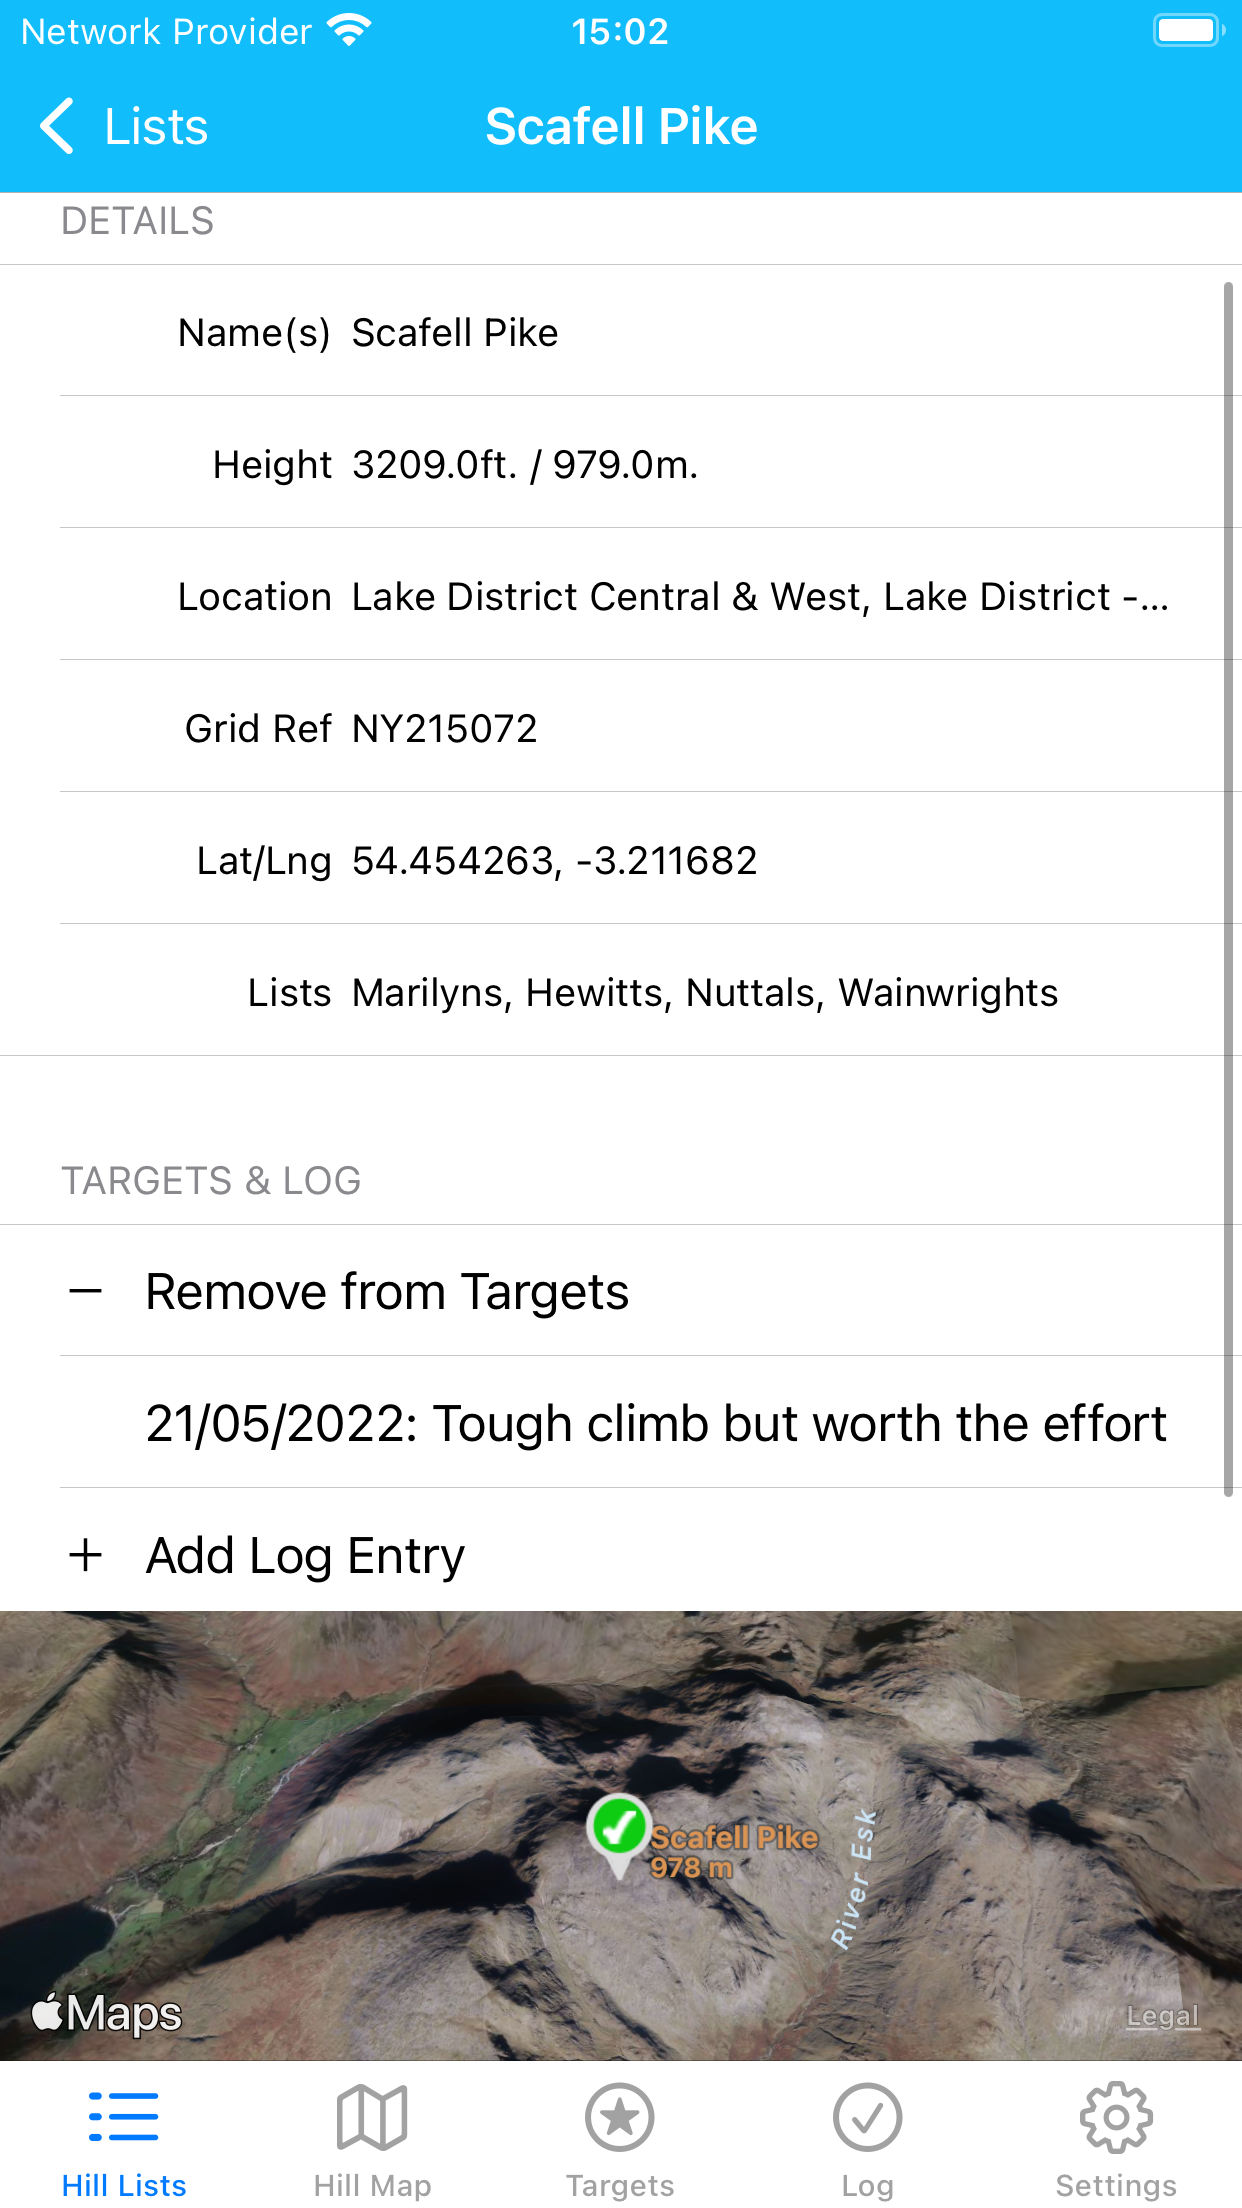 Network Provider 15:02
Lists Scafell Pike
DETAILS
Name(s) Scafell Pike
Height 3209.0ft. / 979.0m.
Location Lake District Central & West, Lake District -...
Grid Ref NY215072
Lat/Lng 54.454263, -3.211682
Lists Marilyns, Hewitts, Nuttals, Wainwrights
TARGETS & LOG
− Remove from Targets
21/05/2022: Tough climb but worth the effort
+ Add Log Entry
Scafell Pike
978 m
River Esk
Maps
Legal
Hill Lists Hill Map Targets Log Settings